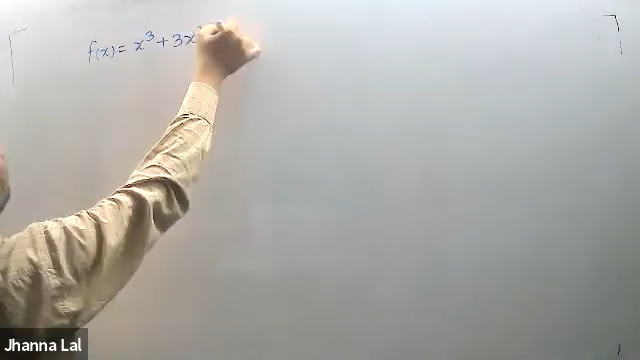 f(x) = x³ + 3x
Jhanna Lal